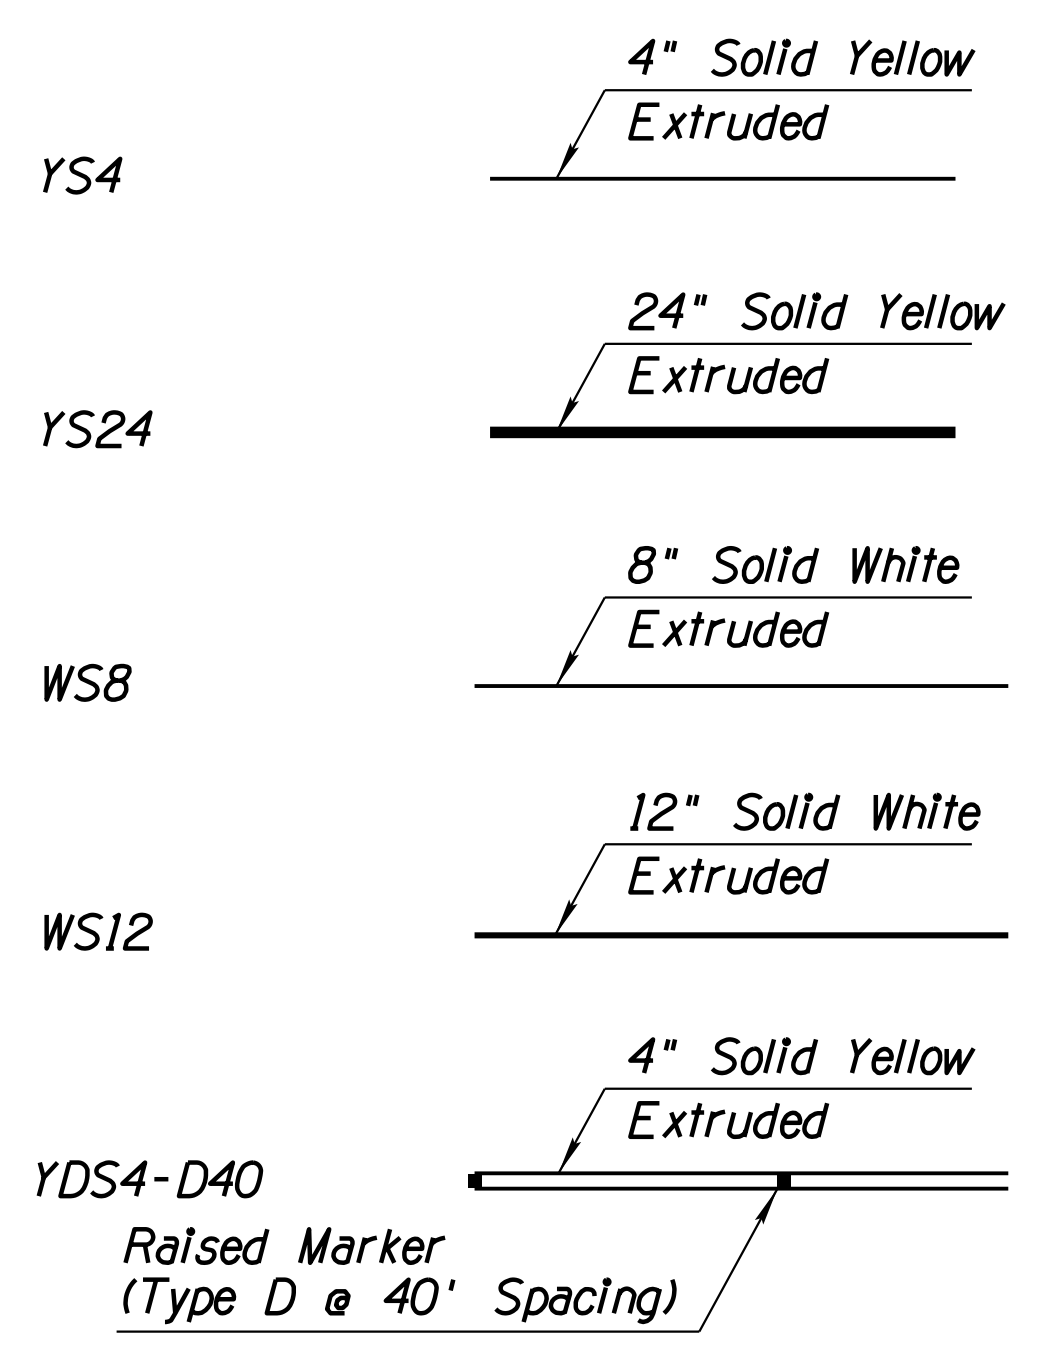 4" Solid Yellow
Extruded
YS4
24" Solid Yellow
Extruded
YS24
8" Solid White
Extruded
WS8
12" Solid White
Extruded
WS12
4" Solid Yellow
Extruded
YDS4-D40
Raised Marker
(Type D @ 40' Spacing)